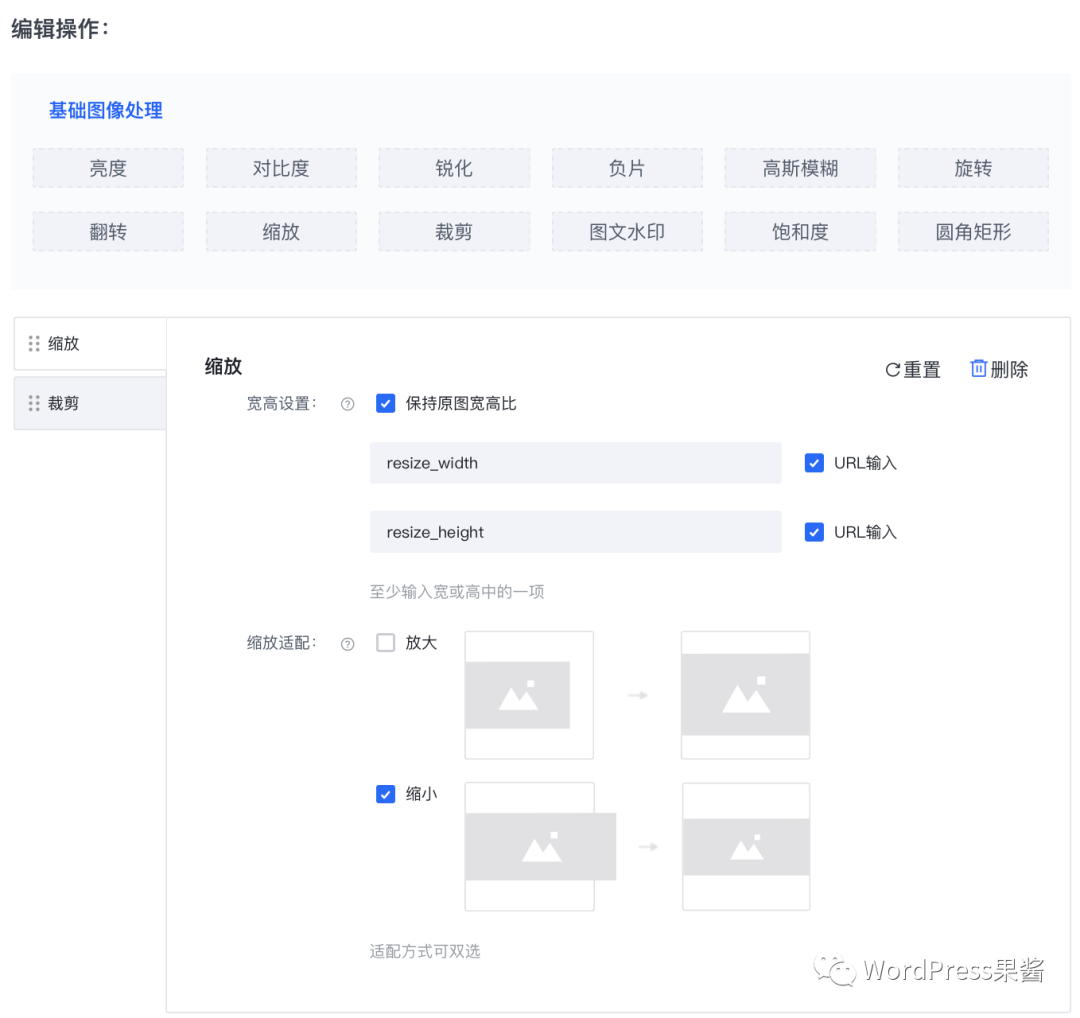 编辑操作：
基础图像处理
亮度 对比度 锐化 负片 高斯模糊 旋转
翻转 缩放 裁剪 图文水印 饱和度 圆角矩形
缩放
裁剪
缩放 重置 删除
宽高设置： ? 保持原图宽高比
resize_width URL输入
resize_height URL输入
至少输入宽或高中的一项
缩放适配： ? 放大
缩小
适配方式可双选
WordPress果酱